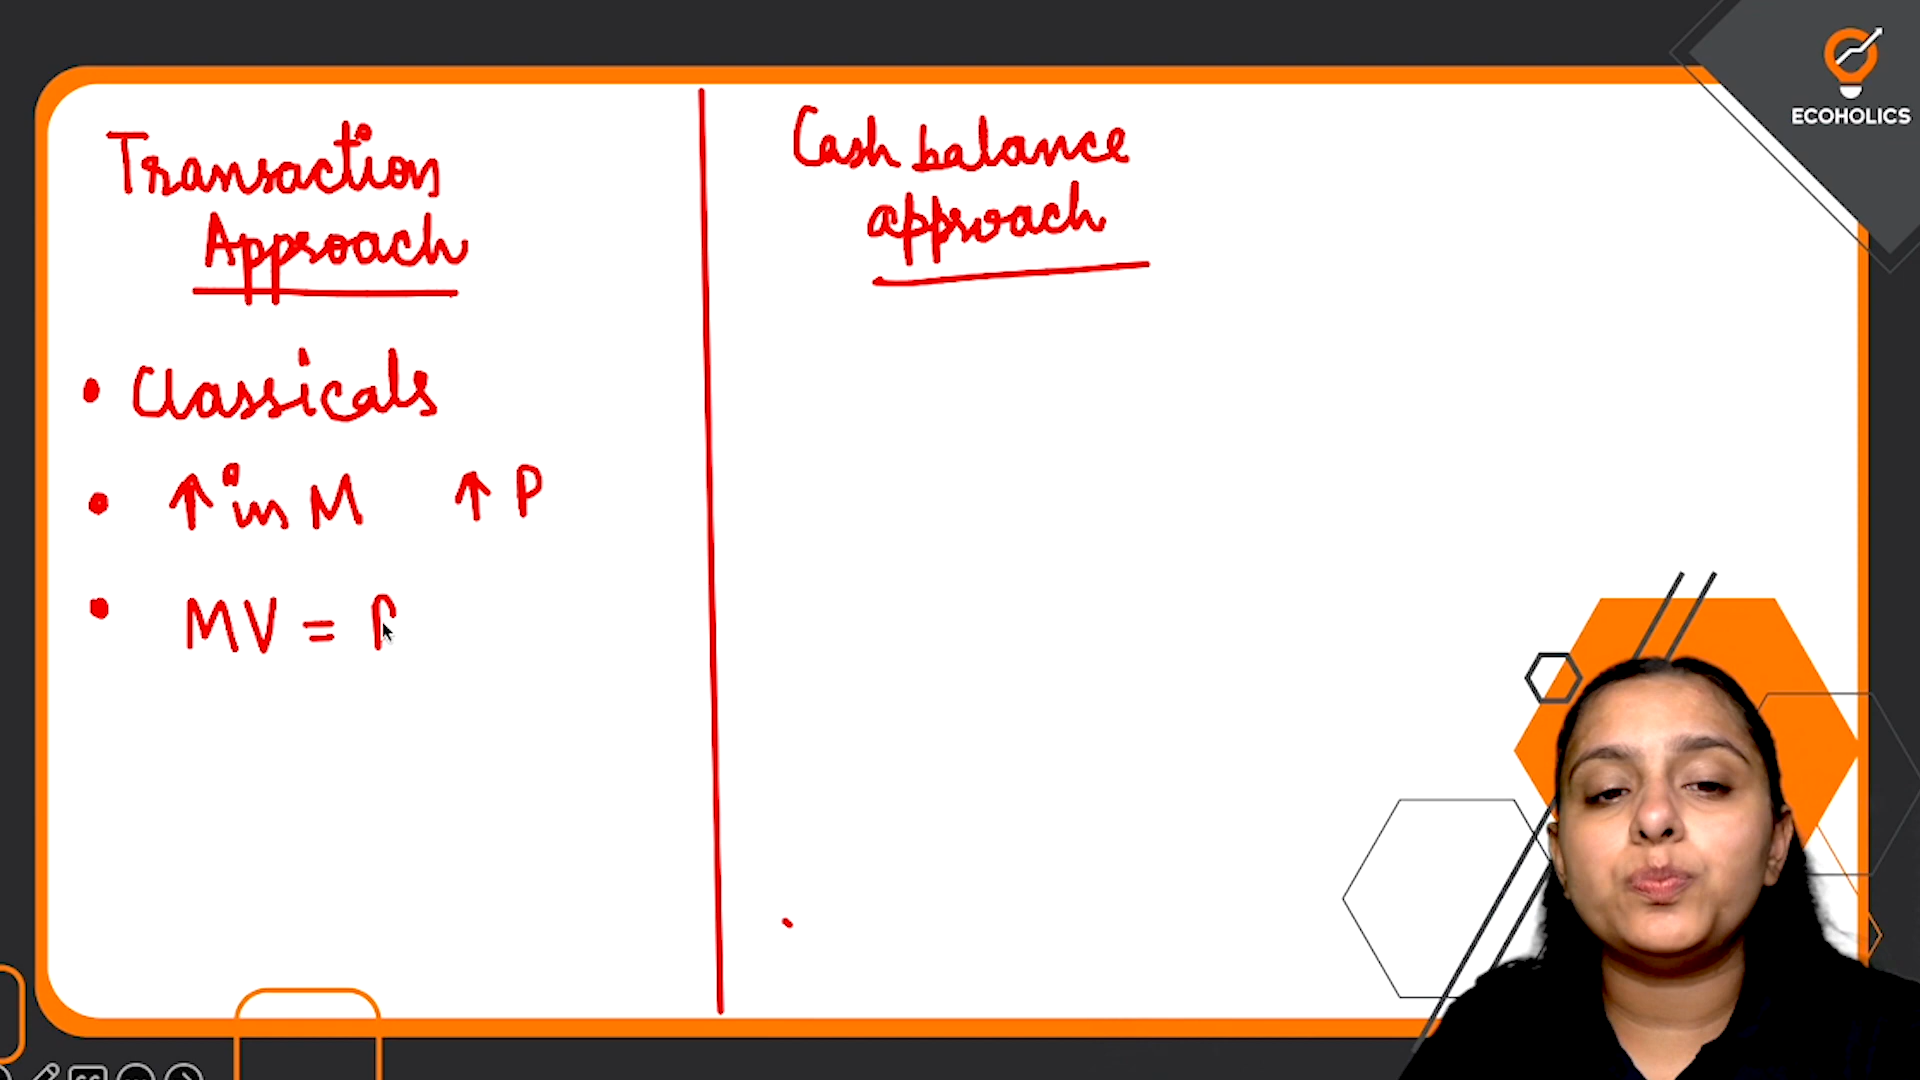 Transaction
Approach
• Classicals
• ↑ in M ↑ P
• MV = P
Cash balance
approach
ECOHOLICS